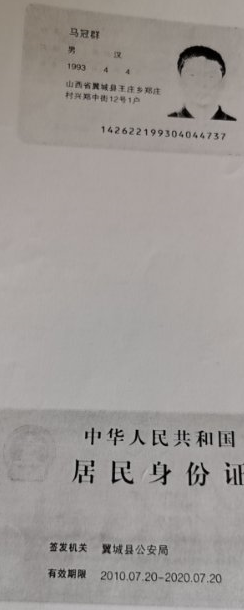 马冠群
男 汉
1993 4 4
山西省翼城县王庄乡郑庄
村兴郑中街12号1户
142622199304044737
中华人民共和国
居民身份证
签发机关 翼城县公安局
有效期限 2010.07.20-2020.07.20